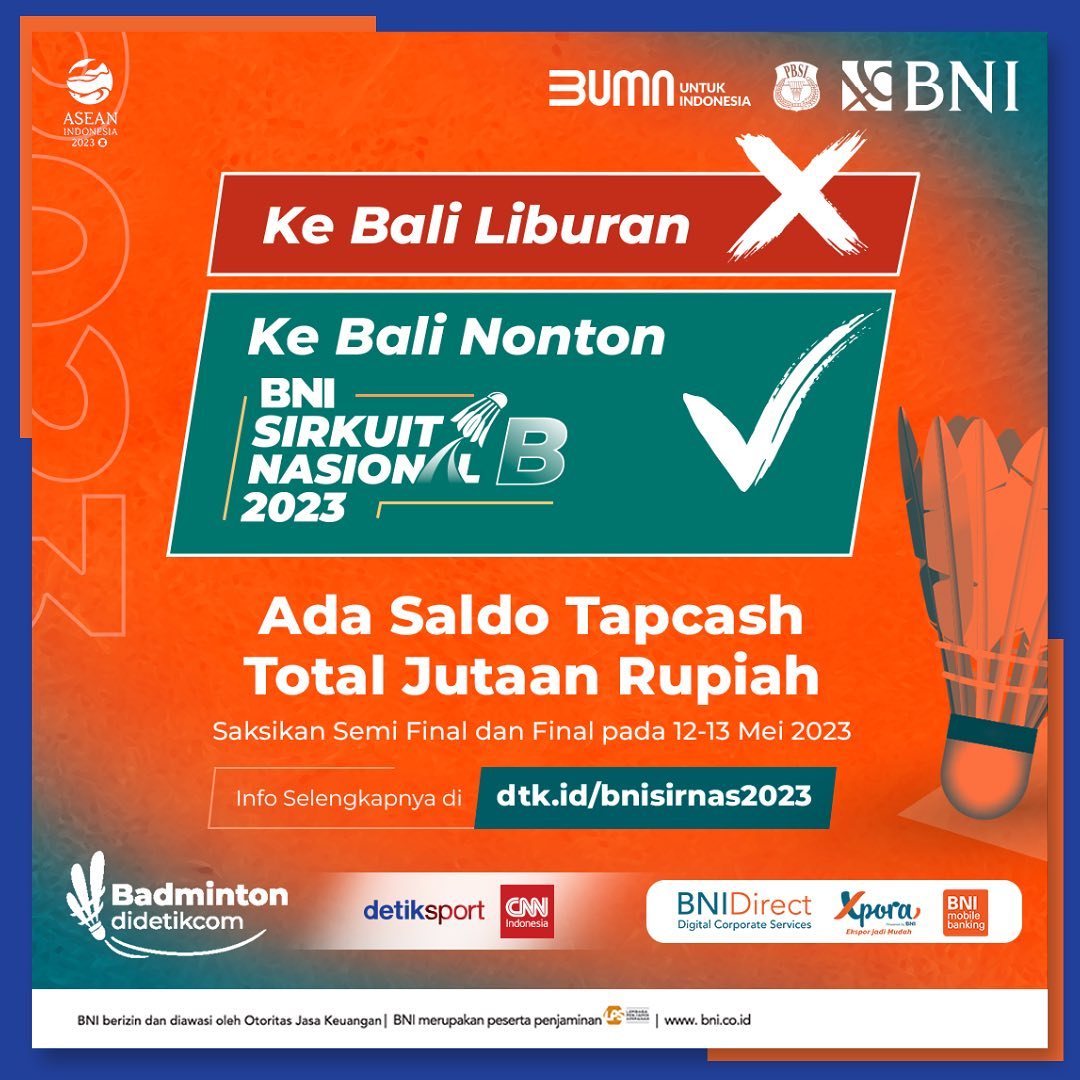 ASEAN
INDONESIA
2023
BUMN UNTUK
INDONESIA
PBSI
BNI
Ke Bali Liburan
Ke Bali Nonton
BNI
SIRKUIT
NASIONAL B
2023
2023
Ada Saldo Tapcash
Total Jutaan Rupiah
Saksikan Semi Final dan Final pada 12-13 Mei 2023
Info Selengkapnya di dtk.id/bnisirnas2023
Badminton
didetikcom
detiksport
CNN
Indonesia
BNIDirect
Digital Corporate Services
Xpora
Ekspor jadi Mudah
BNI
mobile
banking
BNI berizin dan diawasi oleh Otoritas Jasa Keuangan | BNI merupakan peserta penjaminan LPS | www. bni.co.id